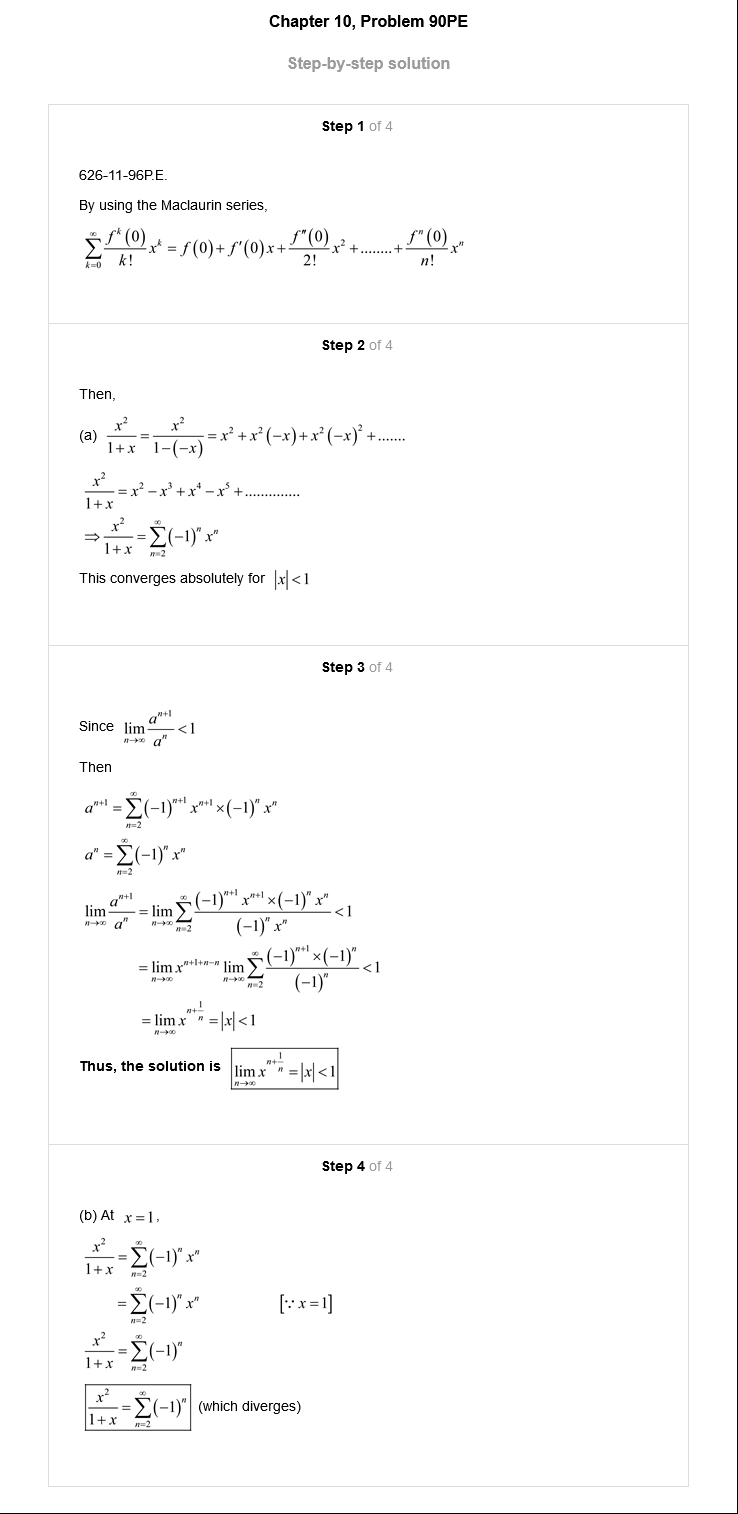 Chapter 10, Problem 90PE
Step-by-step solution
Step 1 of 4
626-11-96P.E.
By using the Maclaurin series,
$\sum_{k=0}^{\infty}\frac{f^{k}(0)}{k!}x^{k}=f(0)+f'(0)x+\frac{f''(0)}{2!}x^{2}+........+\frac{f^{n}(0)}{n!}x^{n}$
Step 2 of 4
Then,
(a) $\frac{x^{2}}{1+x}=\frac{x^{2}}{1-(-x)}=x^{2}+x^{2}(-x)+x^{2}(-x)^{2}+.......$
$\frac{x^{2}}{1+x}=x^{2}-x^{3}+x^{4}-x^{5}+..............$
$\Rightarrow\frac{x^{2}}{1+x}=\sum_{n=2}^{\infty}(-1)^{n}x^{n}$
This converges absolutely for $|x|<1$
Step 3 of 4
Since $\lim_{n\to\infty}\frac{a^{n+1}}{a^{n}}<1$
Then
$a^{n+1}=\sum_{n=2}^{\infty}(-1)^{n+1}x^{n+1}\times(-1)^{n}x^{n}$
$a^{n}=\sum_{n=2}^{\infty}(-1)^{n}x^{n}$
$\lim_{n\to\infty}\frac{a^{n+1}}{a^{n}}=\lim_{n\to\infty}\sum_{n=2}^{\infty}\frac{(-1)^{n+1}x^{n+1}\times(-1)^{n}x^{n}}{(-1)^{n}x^{n}}<1$
$=\lim_{n\to\infty}x^{n+1+n-n}\lim_{n\to\infty}\sum_{n=2}^{\infty}\frac{(-1)^{n+1}\times(-1)^{n}}{(-1)^{n}}<1$
$=\lim_{n\to\infty}x^{n+\frac{1}{n}}=|x|<1$
Thus, the solution is $\boxed{\lim_{n\to\infty}x^{n+\frac{1}{n}}=|x|<1}$
Step 4 of 4
(b) At $x=1$,
$\frac{x^{2}}{1+x}=\sum_{n=2}^{\infty}(-1)^{n}x^{n}$
$=\sum_{n=2}^{\infty}(-1)^{n}x^{n}$ $[\because x=1]$
$\frac{x^{2}}{1+x}=\sum_{n=2}^{\infty}(-1)^{n}$
$\boxed{\frac{x^{2}}{1+x}=\sum_{n=2}^{\infty}(-1)^{n}}$ (which diverges)